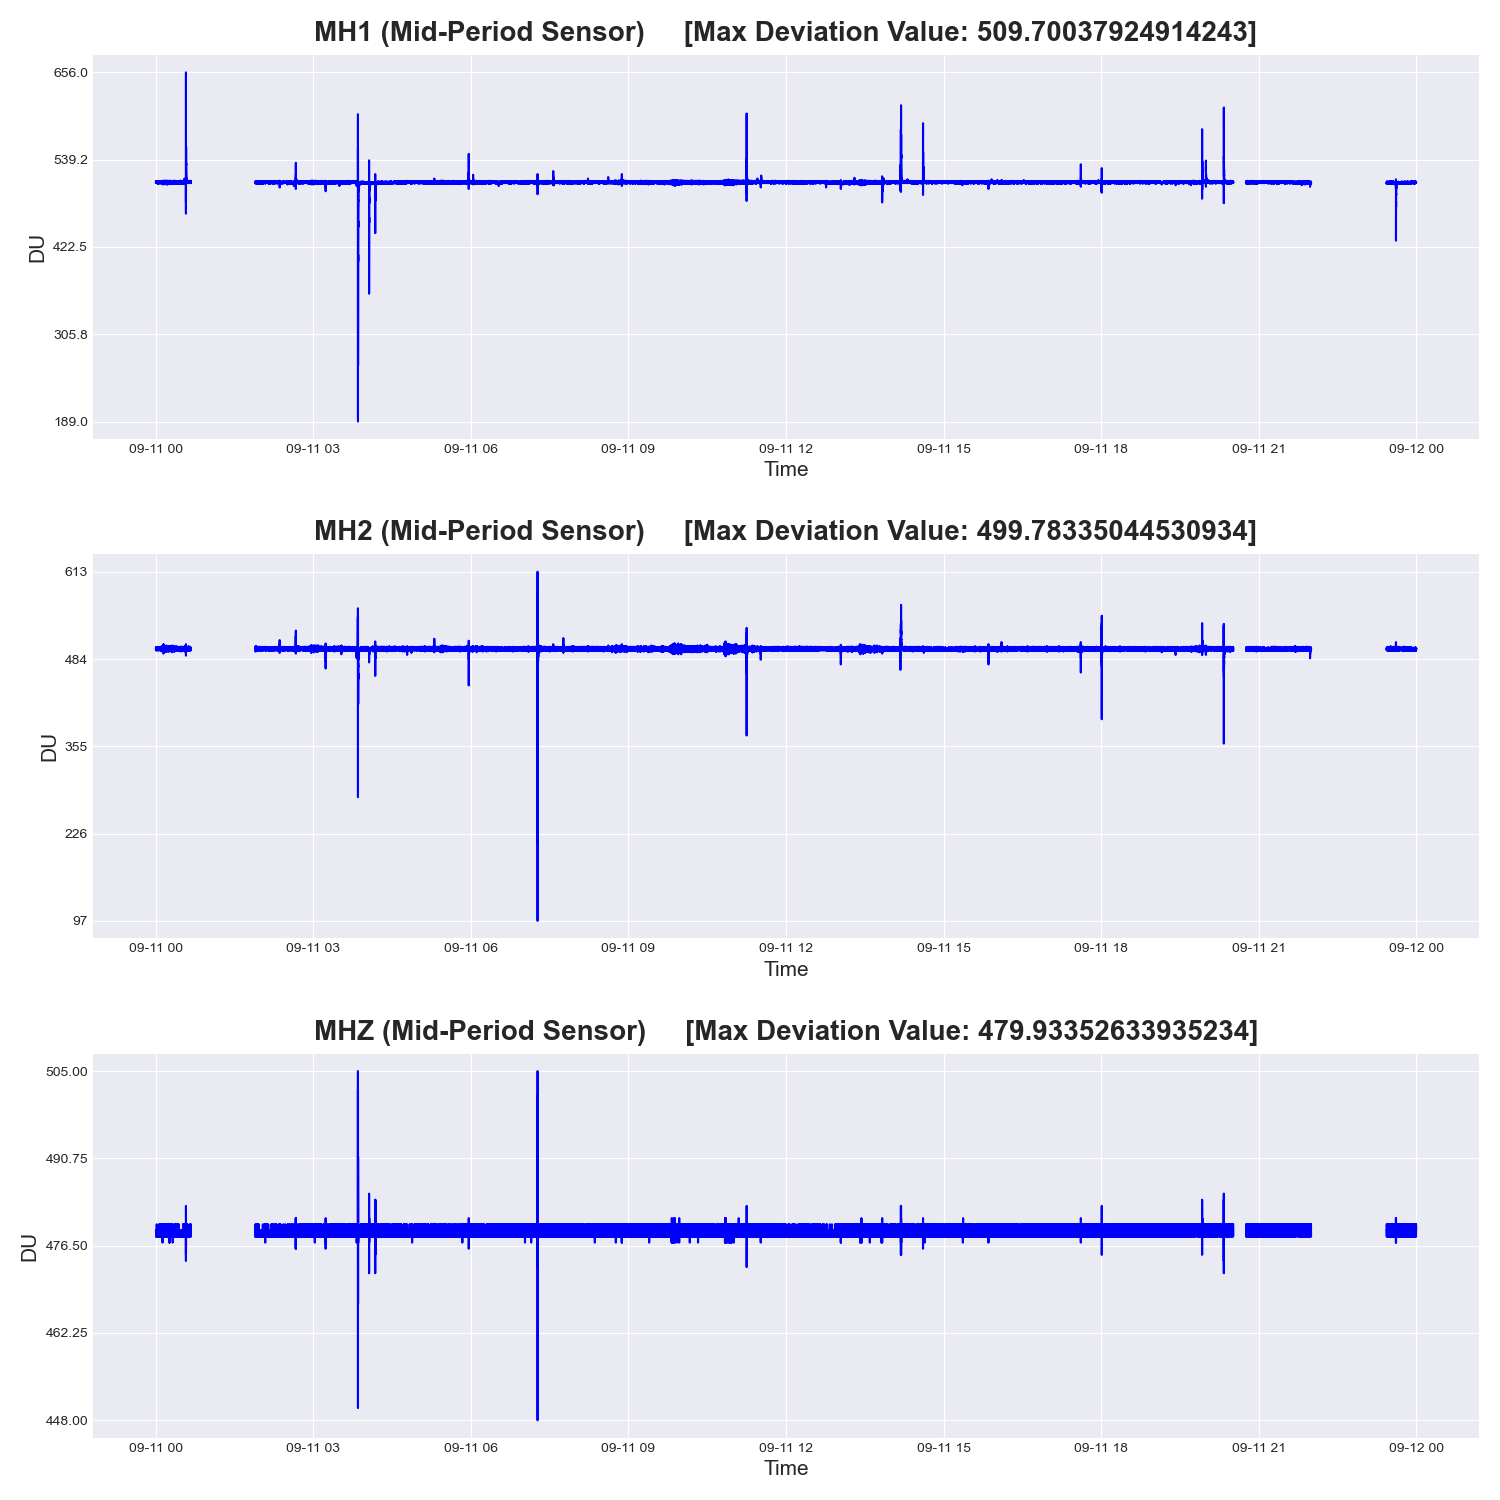 MH1 (Mid-Period Sensor) [Max Deviation Value: 509.70037924914243]
656.0
539.2
422.5
305.8
189.0
DU
09-11 00 09-11 03 09-11 06 09-11 09 09-11 12 09-11 15 09-11 18 09-11 21 09-12 00
Time
MH2 (Mid-Period Sensor) [Max Deviation Value: 499.78335044530934]
613
484
355
226
97
DU
09-11 00 09-11 03 09-11 06 09-11 09 09-11 12 09-11 15 09-11 18 09-11 21 09-12 00
Time
MHZ (Mid-Period Sensor) [Max Deviation Value: 479.93352633935234]
505.00
490.75
476.50
462.25
448.00
DU
09-11 00 09-11 03 09-11 06 09-11 09 09-11 12 09-11 15 09-11 18 09-11 21 09-12 00
Time